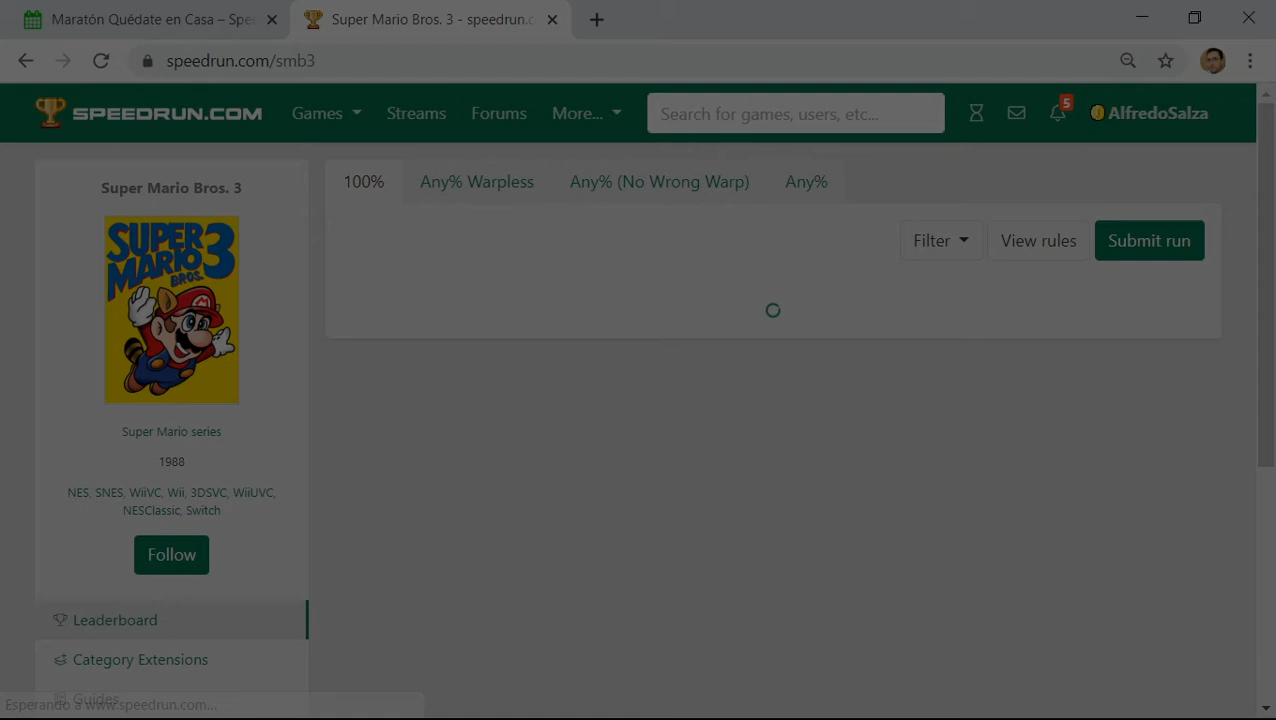 Maratón Quédate en Casa – Spe
Super Mario Bros. 3 - speedrun.c
speedrun.com/smb3
SPEEDRUN.COM
Games
Streams
Forums
More...
Search for games, users, etc...
5
AlfredoSalza
Super Mario Bros. 3
SUPER
MARIO
BROS.
3
Super Mario series
1988
NES, SNES, WiiVC, Wii, 3DSVC, WiiUVC,
NESClassic, Switch
Follow
Leaderboard
Category Extensions
Guides
100%
Any% Warpless
Any% (No Wrong Warp)
Any%
Filter
View rules
Submit run
Esperando a www.speedrun.com...